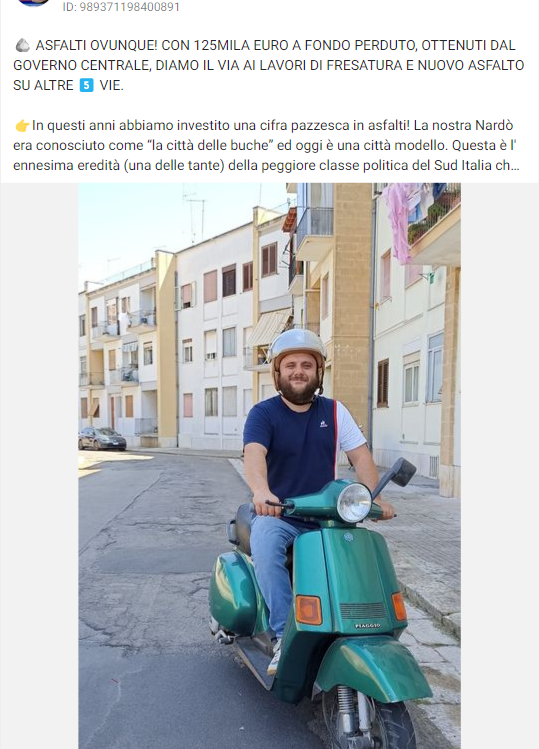 ID: 989371198400891
🪨 ASFALTI OVUNQUE! CON 125MILA EURO A FONDO PERDUTO, OTTENUTI DAL
GOVERNO CENTRALE, DIAMO IL VIA AI LAVORI DI FRESATURA E NUOVO ASFALTO
SU ALTRE 5️⃣ VIE.
👉In questi anni abbiamo investito una cifra pazzesca in asfalti! La nostra Nardò
era conosciuto come “la città delle buche” ed oggi è una città modello. Questa è l'
ennesima eredità (una delle tante) della peggiore classe politica del Sud Italia ch…
PIAGGIO